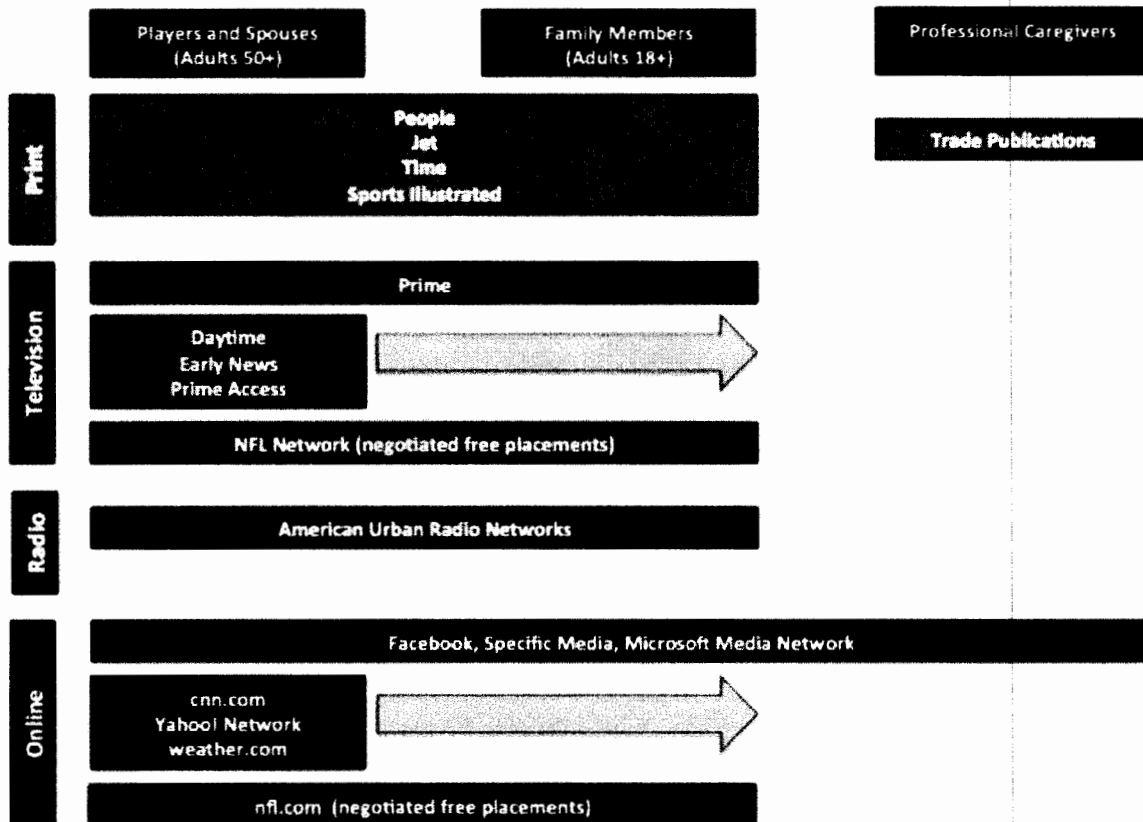 Players and Spouses
(Adults 50+)
Family Members
(Adults 18+)
Professional Caregivers
Print
People
Jet
Time
Sports Illustrated
Trade Publications
Television
Prime
Daytime
Early News
Prime Access
NFL Network (negotiated free placements)
Radio
American Urban Radio Networks
Online
Facebook, Specific Media, Microsoft Media Network
cnn.com
Yahoo! Network
weather.com
nfl.com (negotiated free placements)